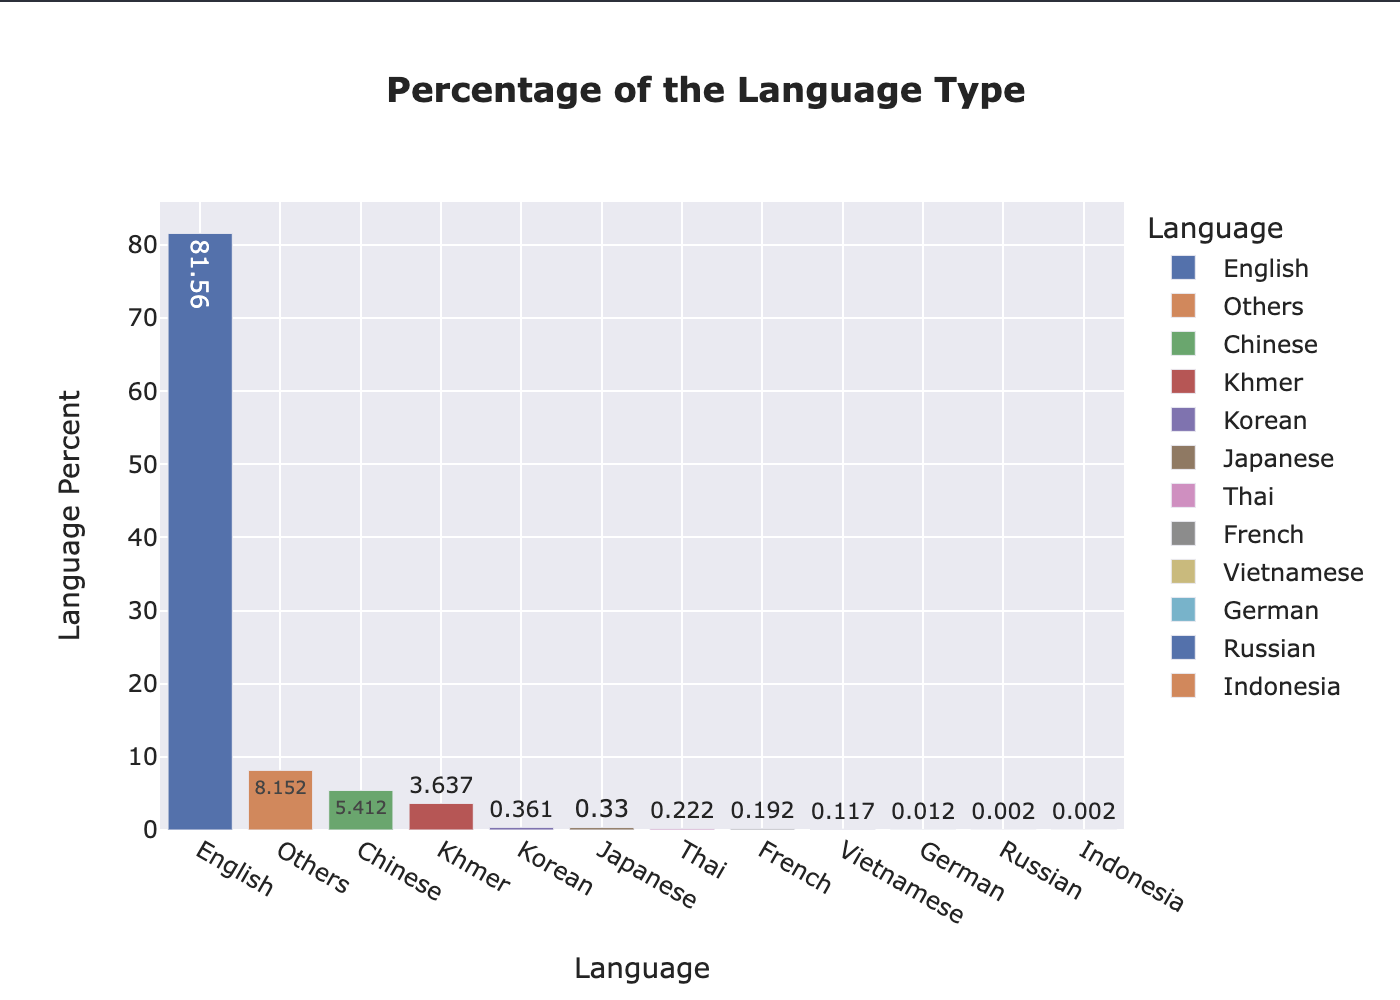 Percentage of the Language Type
Language Percent
80
70
60
50
40
30
20
10
0
81.56
8.152
5.412
3.637
0.361
0.33
0.222
0.192
0.117
0.012
0.002
0.002
English
Others
Chinese
Khmer
Korean
Japanese
Thai
French
Vietnamese
German
Russian
Indonesia
Language
Language
English
Others
Chinese
Khmer
Korean
Japanese
Thai
French
Vietnamese
German
Russian
Indonesia